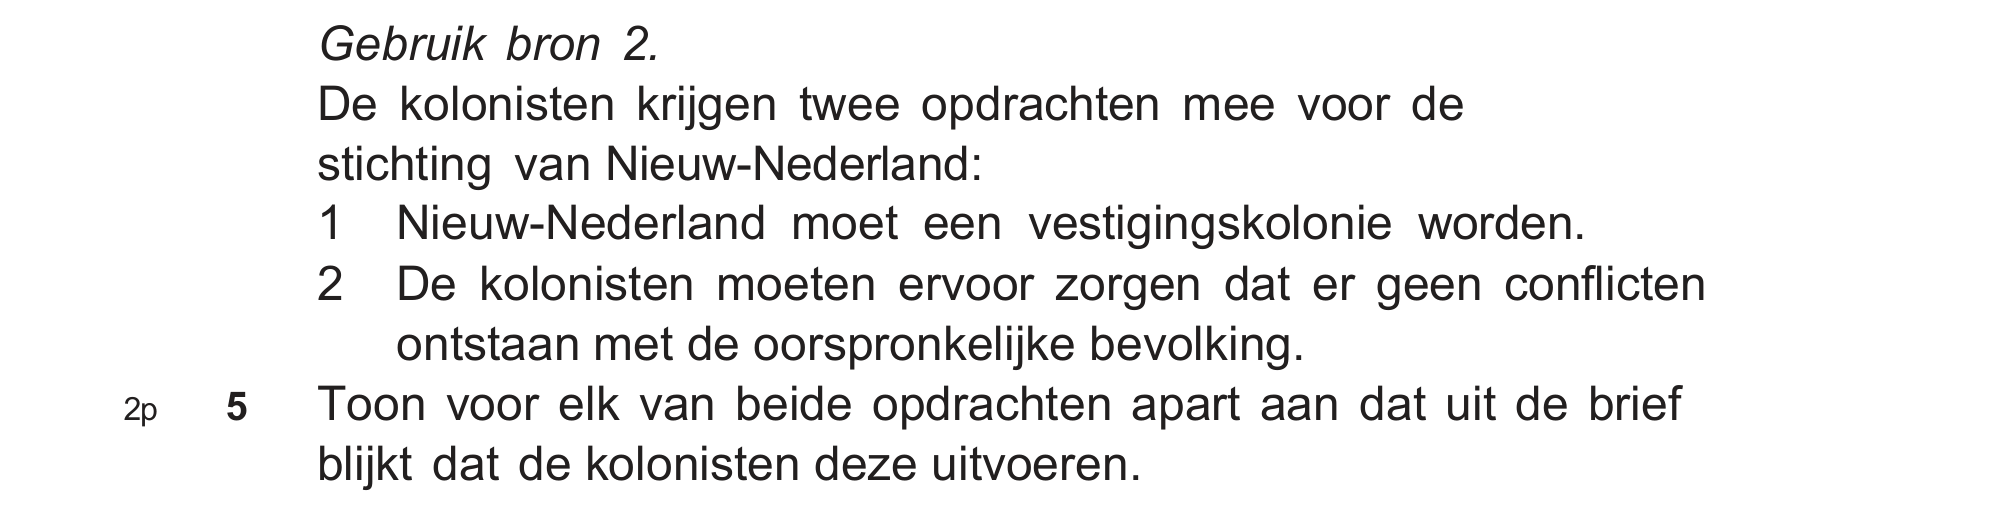 Gebruik bron 2.
De kolonisten krijgen twee opdrachten mee voor de
stichting van Nieuw-Nederland:
1 Nieuw-Nederland moet een vestigingskolonie worden.
2 De kolonisten moeten ervoor zorgen dat er geen conflicten
ontstaan met de oorspronkelijke bevolking.
2p 5 Toon voor elk van beide opdrachten apart aan dat uit de brief
blijkt dat de kolonisten deze uitvoeren.